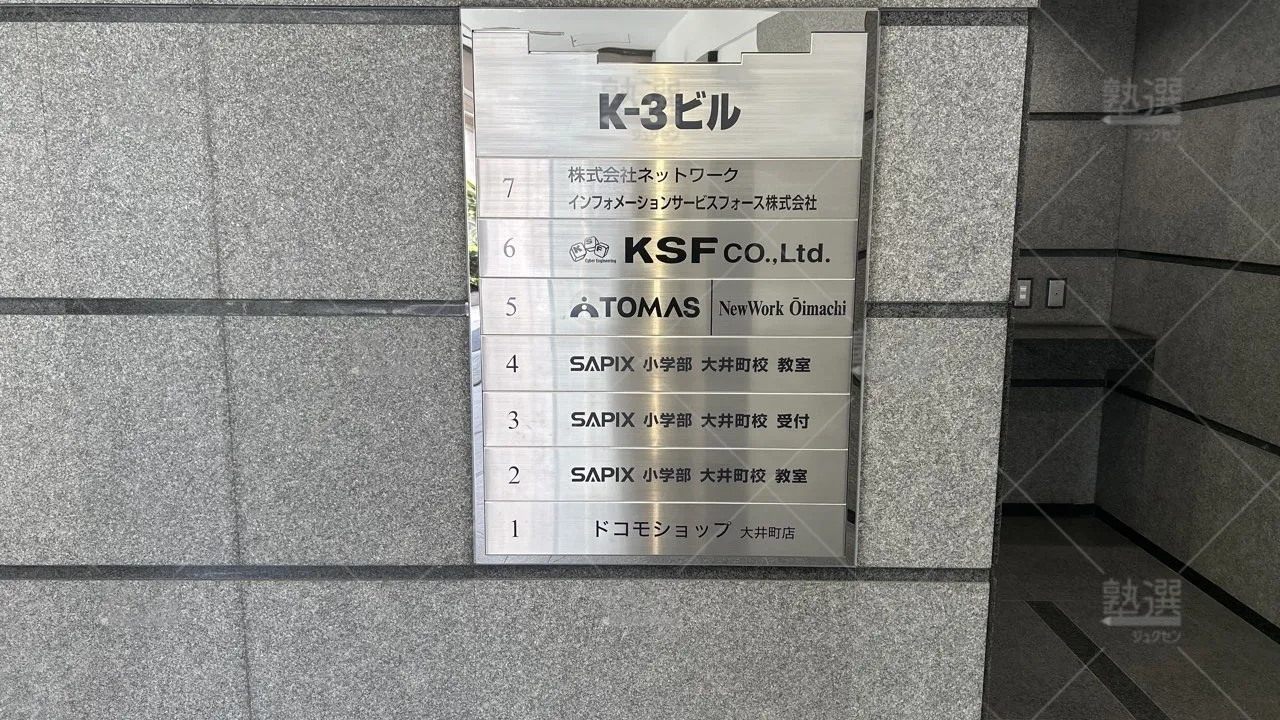 K-3ビル
7 株式会社ネットワーク
インフォメーションサービスフォース株式会社
6 KSF Cyber Engineering KSF CO.,Ltd.
5 TOMAS NewWork Ōimachi
4 SAPIX 小学部 大井町校 教室
3 SAPIX 小学部 大井町校 受付
2 SAPIX 小学部 大井町校 教室
1 ドコモショップ 大井町店
塾選
ジュクセン
塾選
ジュクセン